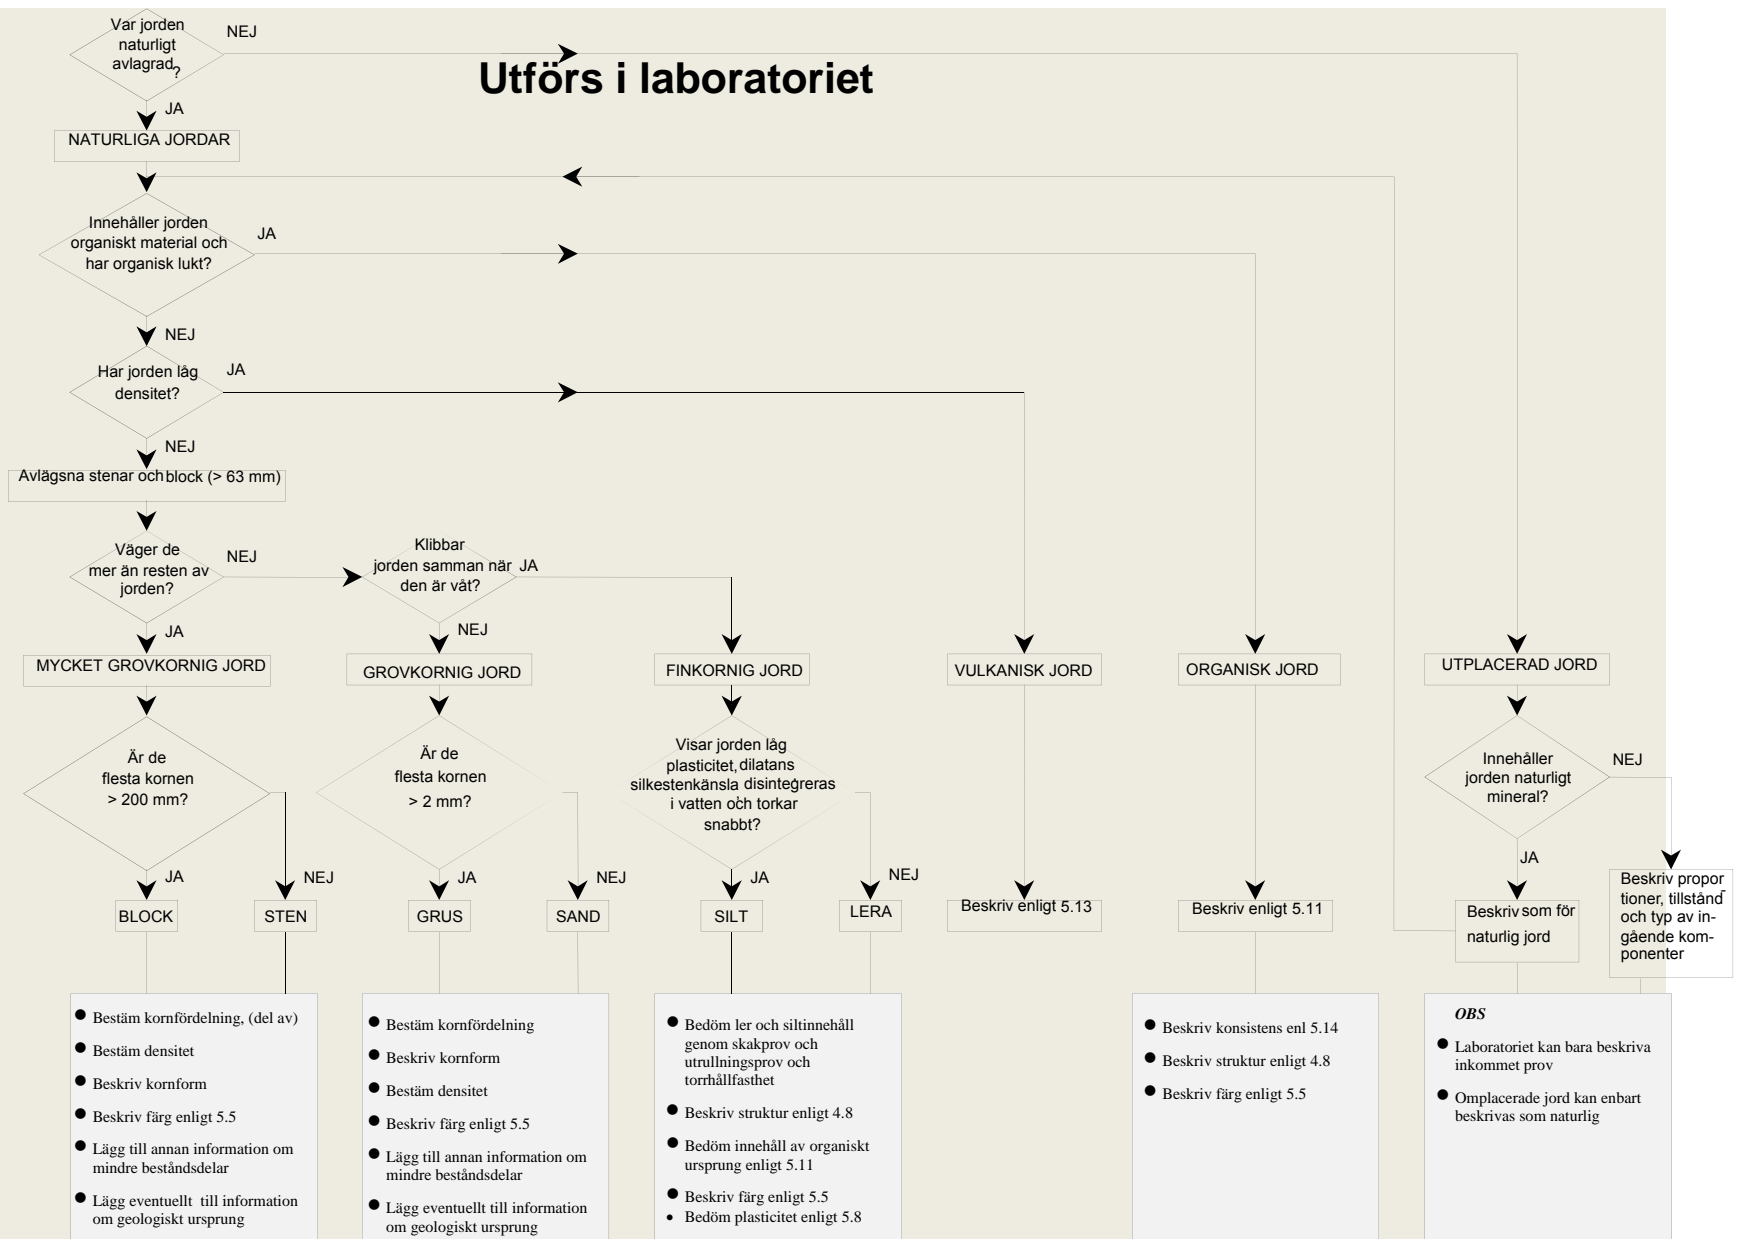 Var jorden
naturligt
avlagrad?
NEJ
Utförs i laboratoriet
JA
NATURLIGA JORDAR
Innehåller jorden
organiskt material och
har organisk lukt?
JA
NEJ
Har jorden låg
densitet?
JA
NEJ
Avlägsna stenar och block (> 63 mm)
Väger de
mer än resten av
jorden?
NEJ
Klibbar
jorden samman när
den är våt?
JA
JA
NEJ
MYCKET GROVKORNIG JORD
GROVKORNIG JORD
FINKORNIG JORD
VULKANISK JORD
ORGANISK JORD
UTPLACERAD JORD
Är de
flesta kornen
> 200 mm?
Är de
flesta kornen
> 2 mm?
Visar jorden låg
plasticitet, dilatans
silkestenkänsla disintegreras
i vatten och torkar
snabbt?
Innehåller
jorden naturligt
mineral?
NEJ
JA
JA
NEJ
JA
NEJ
JA
NEJ
BLOCK
STEN
GRUS
SAND
SILT
LERA
Beskriv enligt 5.13
Beskriv enligt 5.11
Beskriv som för
naturlig jord
Beskriv propor
tioner, tillstånd
och typ av in-
gående kom-
ponenter
● Bestäm kornfördelning, (del av)
● Bestäm densitet
● Beskriv kornform
● Beskriv färg enligt 5.5
● Lägg till annan information om
mindre beståndsdelar
● Lägg eventuellt till information
om geologiskt ursprung
● Bestäm kornfördelning
● Beskriv kornform
● Bestäm densitet
● Beskriv färg enligt 5.5
● Lägg till annan information om
mindre beståndsdelar
● Lägg eventuellt till information
om geologiskt ursprung
● Bedöm ler och siltinnehåll
genom skakprov och
utrullningsprov och
torrhållfasthet
● Beskriv struktur enligt 4.8
● Bedöm innehåll av organiskt
ursprung enligt 5.11
● Beskriv färg enligt 5.5
• Bedöm plasticitet enligt 5.8
● Beskriv konsistens enl 5.14
● Beskriv struktur enligt 4.8
● Beskriv färg enligt 5.5
OBS
● Laboratoriet kan bara beskriva
inkommet prov
● Omplacerade jord kan enbart
beskrivas som naturlig